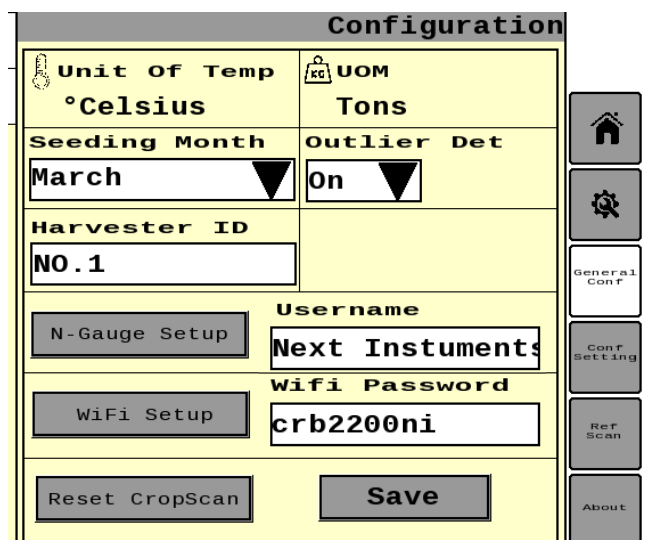 Configuration
Unit Of Temp
KG UOM
°Celsius
Tons
Seeding Month
Outlier Det
March
On
Harvester ID
NO.1
Username
N-Gauge Setup
Next Instuments
Wifi Password
WiFi Setup
crb2200ni
Reset CropScan
Save
General
Conf
Conf
Setting
Ref
Scan
About